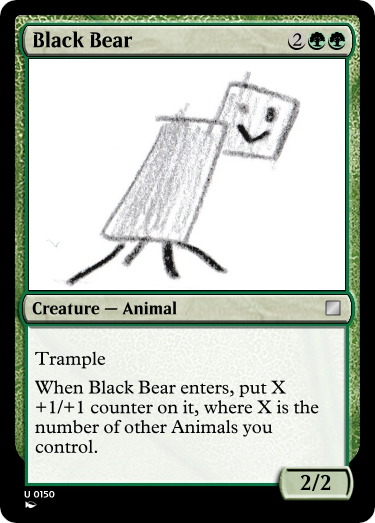 Black Bear 2
Creature — Animal
Trample
When Black Bear enters, put X
+1/+1 counter on it, where X is the
number of other Animals you
control.
2/2
U 0150